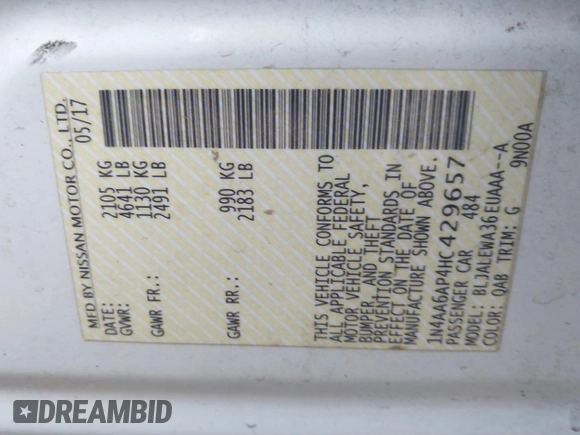 MFD BY NISSAN MOTOR CO., LTD.
DATE: 05/17
GVWR: 2105 KG
4641 LB
GAWR FR.: 1130 KG
2491 LB
GAWR RR.: 990 KG
2183 LB
THIS VEHICLE CONFORMS TO
ALL APPLICABLE FEDERAL
MOTOR VEHICLE SAFETY,
BUMPER, AND THEFT
PREVENTION STANDARDS IN
EFFECT ON THE DATE OF
MANUFACTURE SHOWN ABOVE.
1N4AA6AP4HC429657
PASSENGER CAR 484
MODEL: BLJALEWA36EUAAA--A
COLOR: QAB TRIM: G 9N00A
DREAMBID